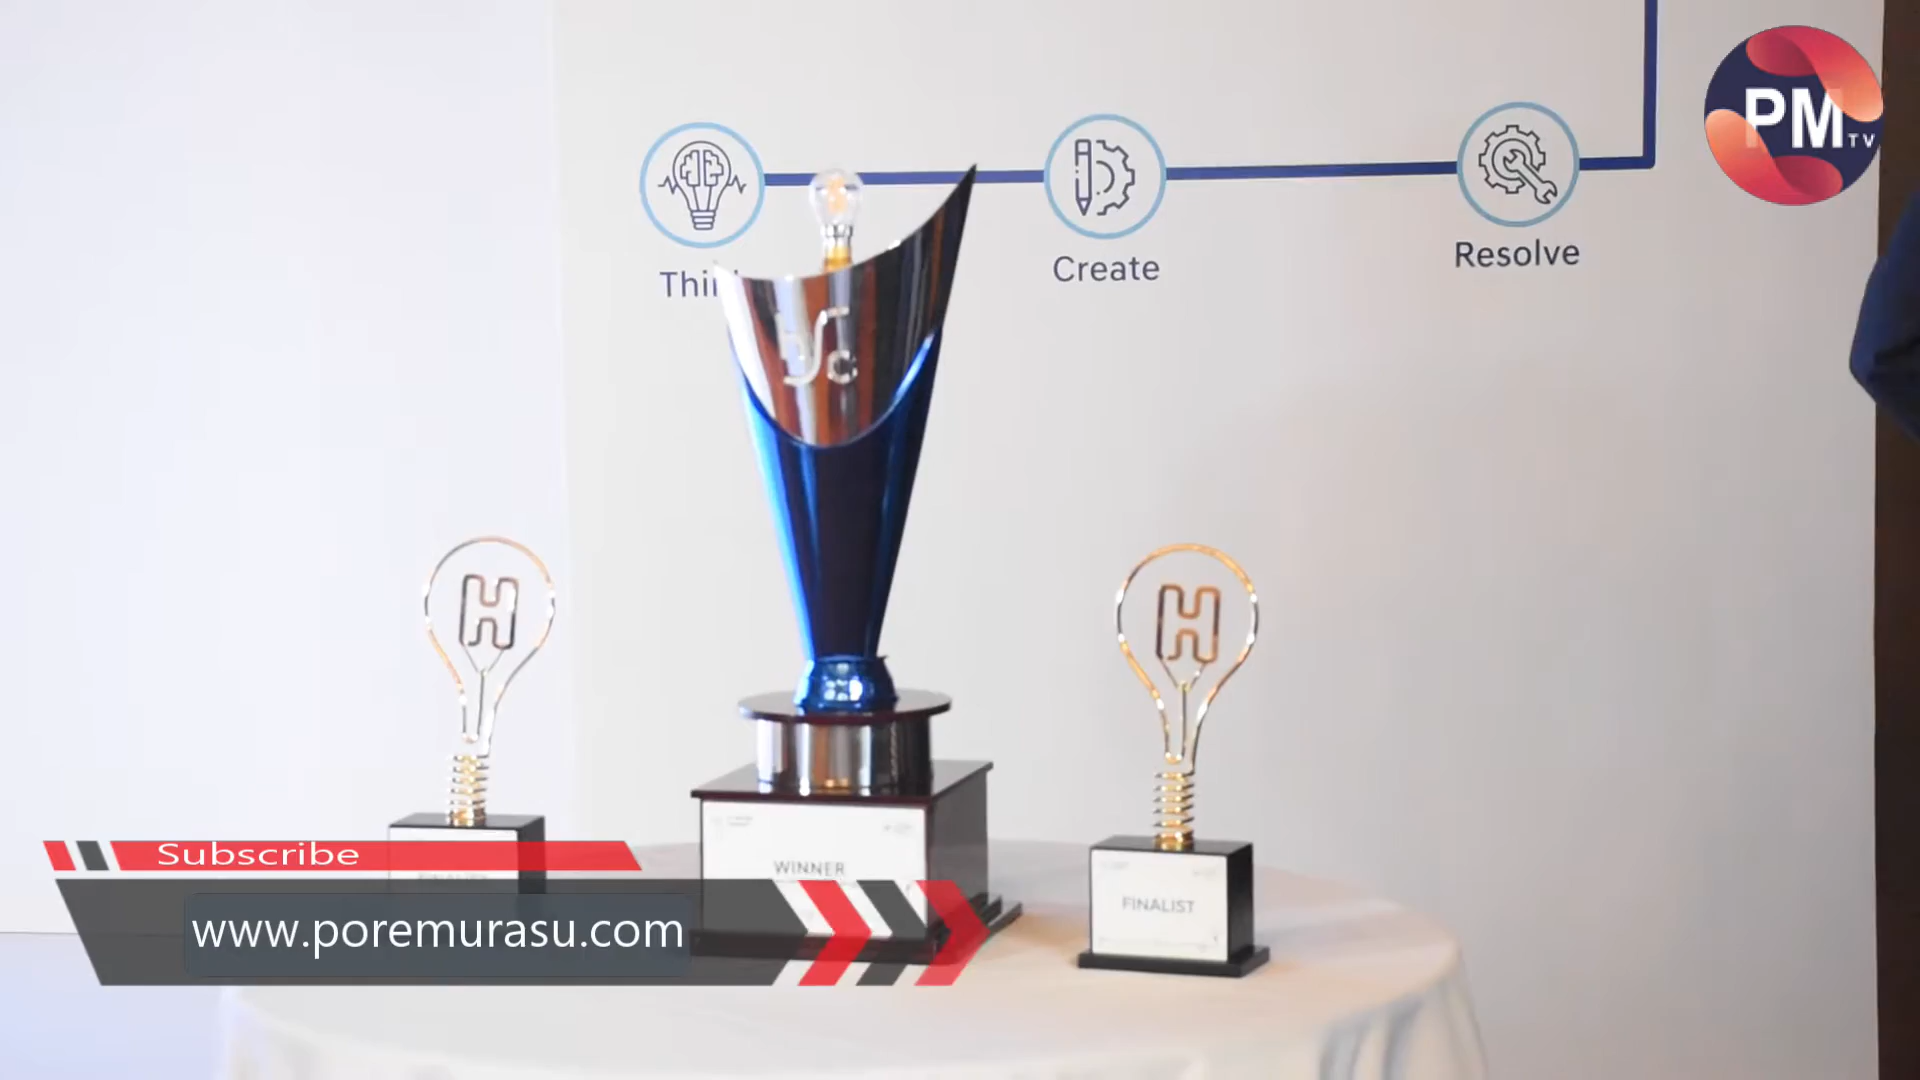 PM
TV
Create
Resolve
Thi
H
H
WINNER
FINALIST
Subscribe
www.poremurasu.com